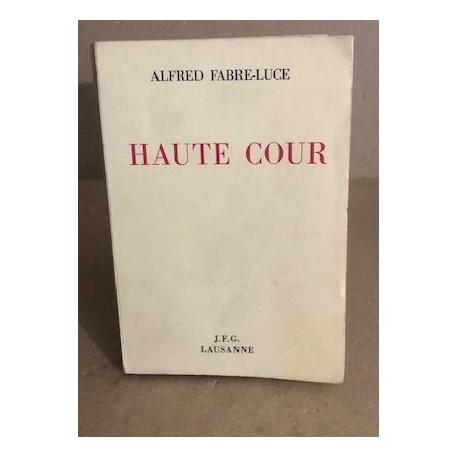 ALFRED FABRE-LUCE
HAUTE COUR
J.F.G.
LAUSANNE